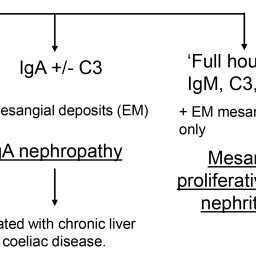 IgA +/- C3
mesangial deposits (EM)
IgA nephropathy
ated with chronic liver
coeliac disease.
'Full hou
IgM, C3,
+ EM mesan
only
Mesan
proliferativ
nephrit